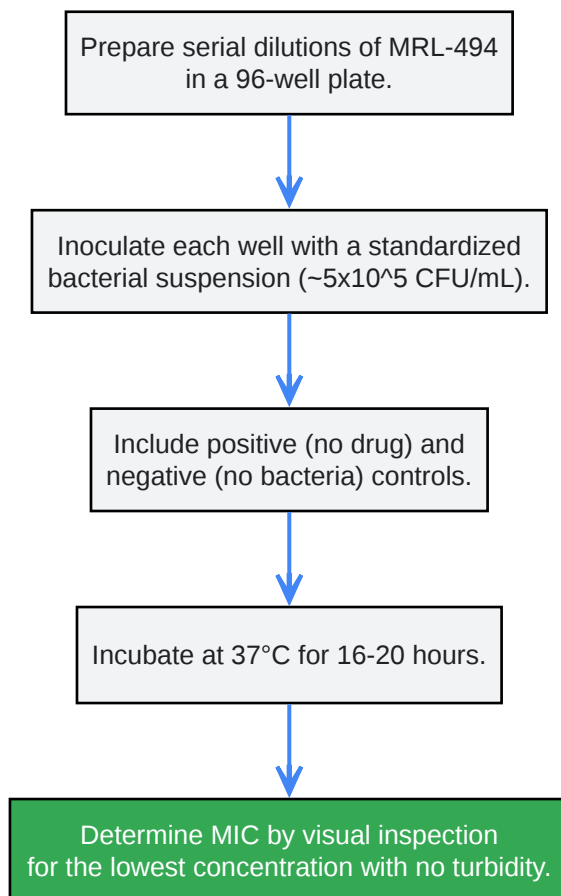 Prepare serial dilutions of MRL-494
in a 96-well plate.
Inoculate each well with a standardized
bacterial suspension (~5x10^5 CFU/mL).
Include positive (no drug) and
negative (no bacteria) controls.
Incubate at 37°C for 16-20 hours.
Determine MIC by visual inspection
for the lowest concentration with no turbidity.